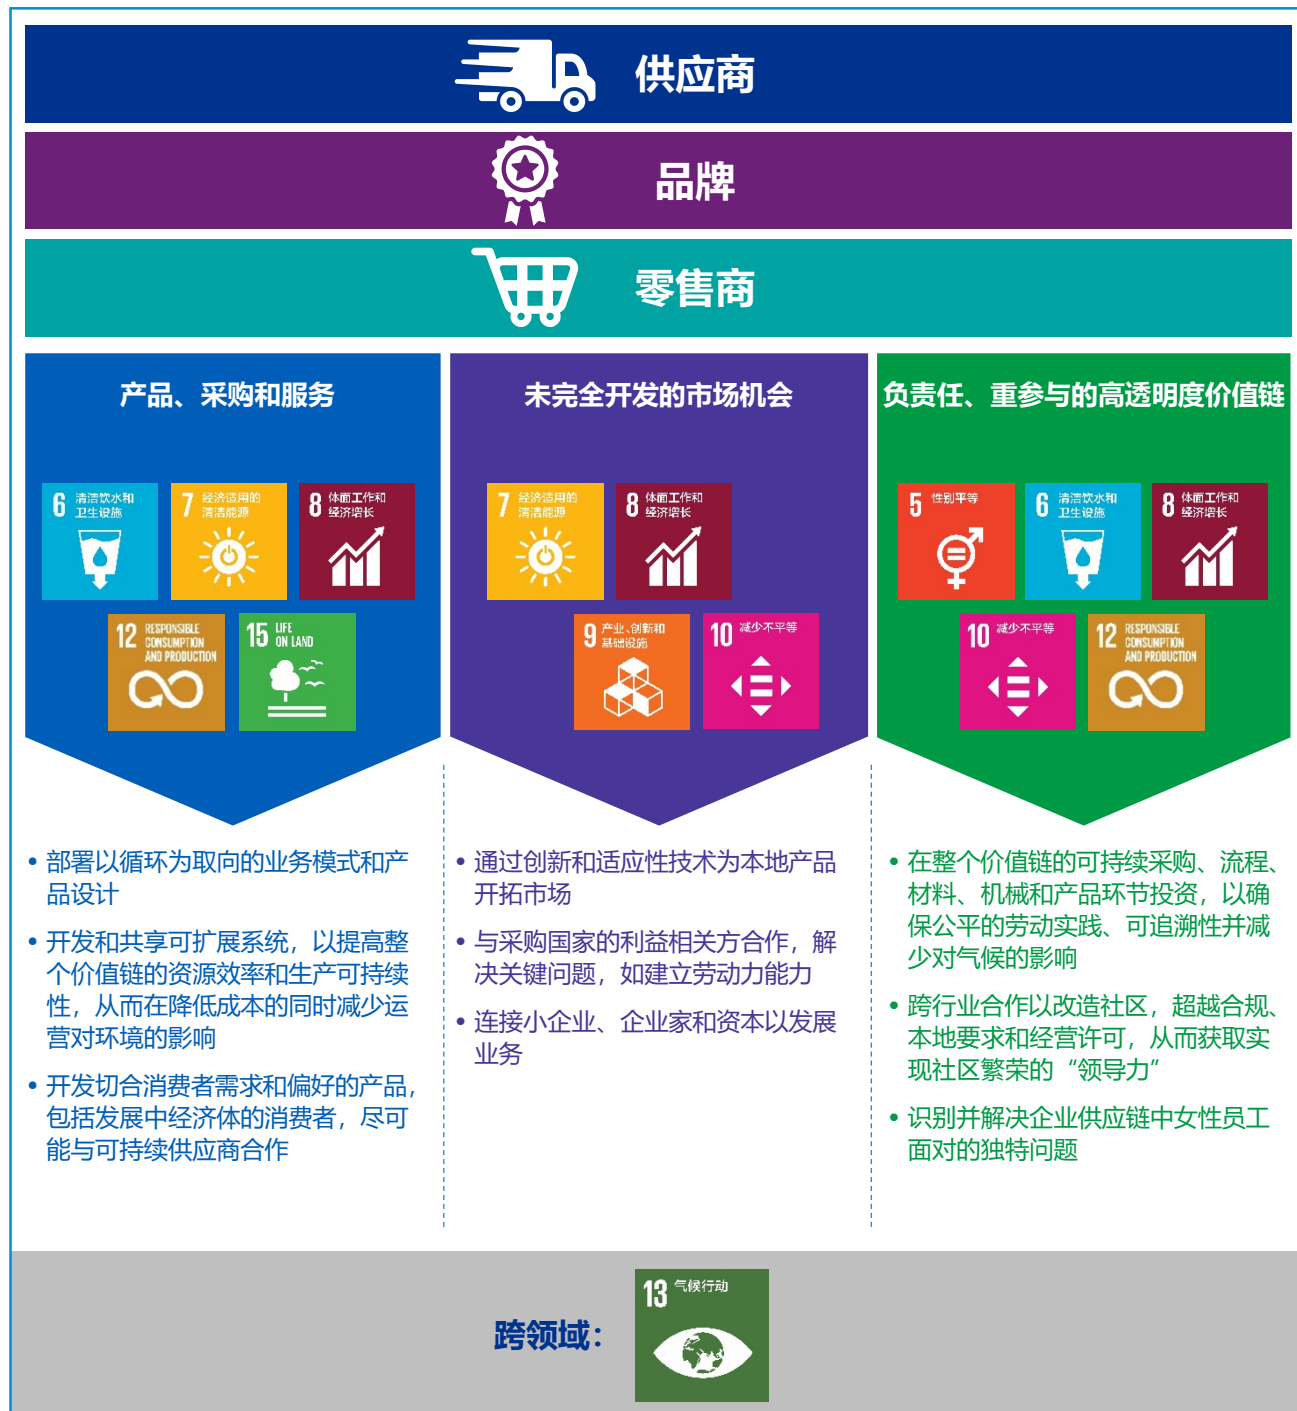 供应商
品牌
零售商
产品、采购和服务
6 清洁饮水和
卫生设施
7 经济适用的
清洁能源
8 体面工作和
经济增长
12 RESPONSIBLE
CONSUMPTION
AND PRODUCTION
15 LIFE
ON LAND
• 部署以循环为取向的业务模式和产
品设计
• 开发和共享可扩展系统，以提高整
个价值链的资源效率和生产可持续
性，从而在降低成本的同时减少运
营对环境的影响
• 开发切合消费者需求和偏好的产品，
包括发展中经济体的消费者，尽可
能与可持续供应商合作
未完全开发的市场机会
7 经济适用的
清洁能源
8 体面工作和
经济增长
9 产业、创新和
基础设施
10 减少不平等
• 通过创新和适应性技术为本地产品
开拓市场
• 与采购国家的利益相关方合作，解
决关键问题，如建立劳动力能力
• 连接小企业、企业家和资本以发展
业务
负责任、重参与的高透明度价值链
5 性别平等
6 清洁饮水和
卫生设施
8 体面工作和
经济增长
10 减少不平等
12 RESPONSIBLE
CONSUMPTION
AND PRODUCTION
• 在整个价值链的可持续采购、流程、
材料、机械和产品环节投资，以确
保公平的劳动实践、可追溯性并减
少对气候的影响
• 跨行业合作以改造社区，超越合规、
本地要求和经营许可，从而获取实
现社区繁荣的“领导力”
• 识别并解决企业供应链中女性员工
面对的独特问题
跨领域：
13 气候行动